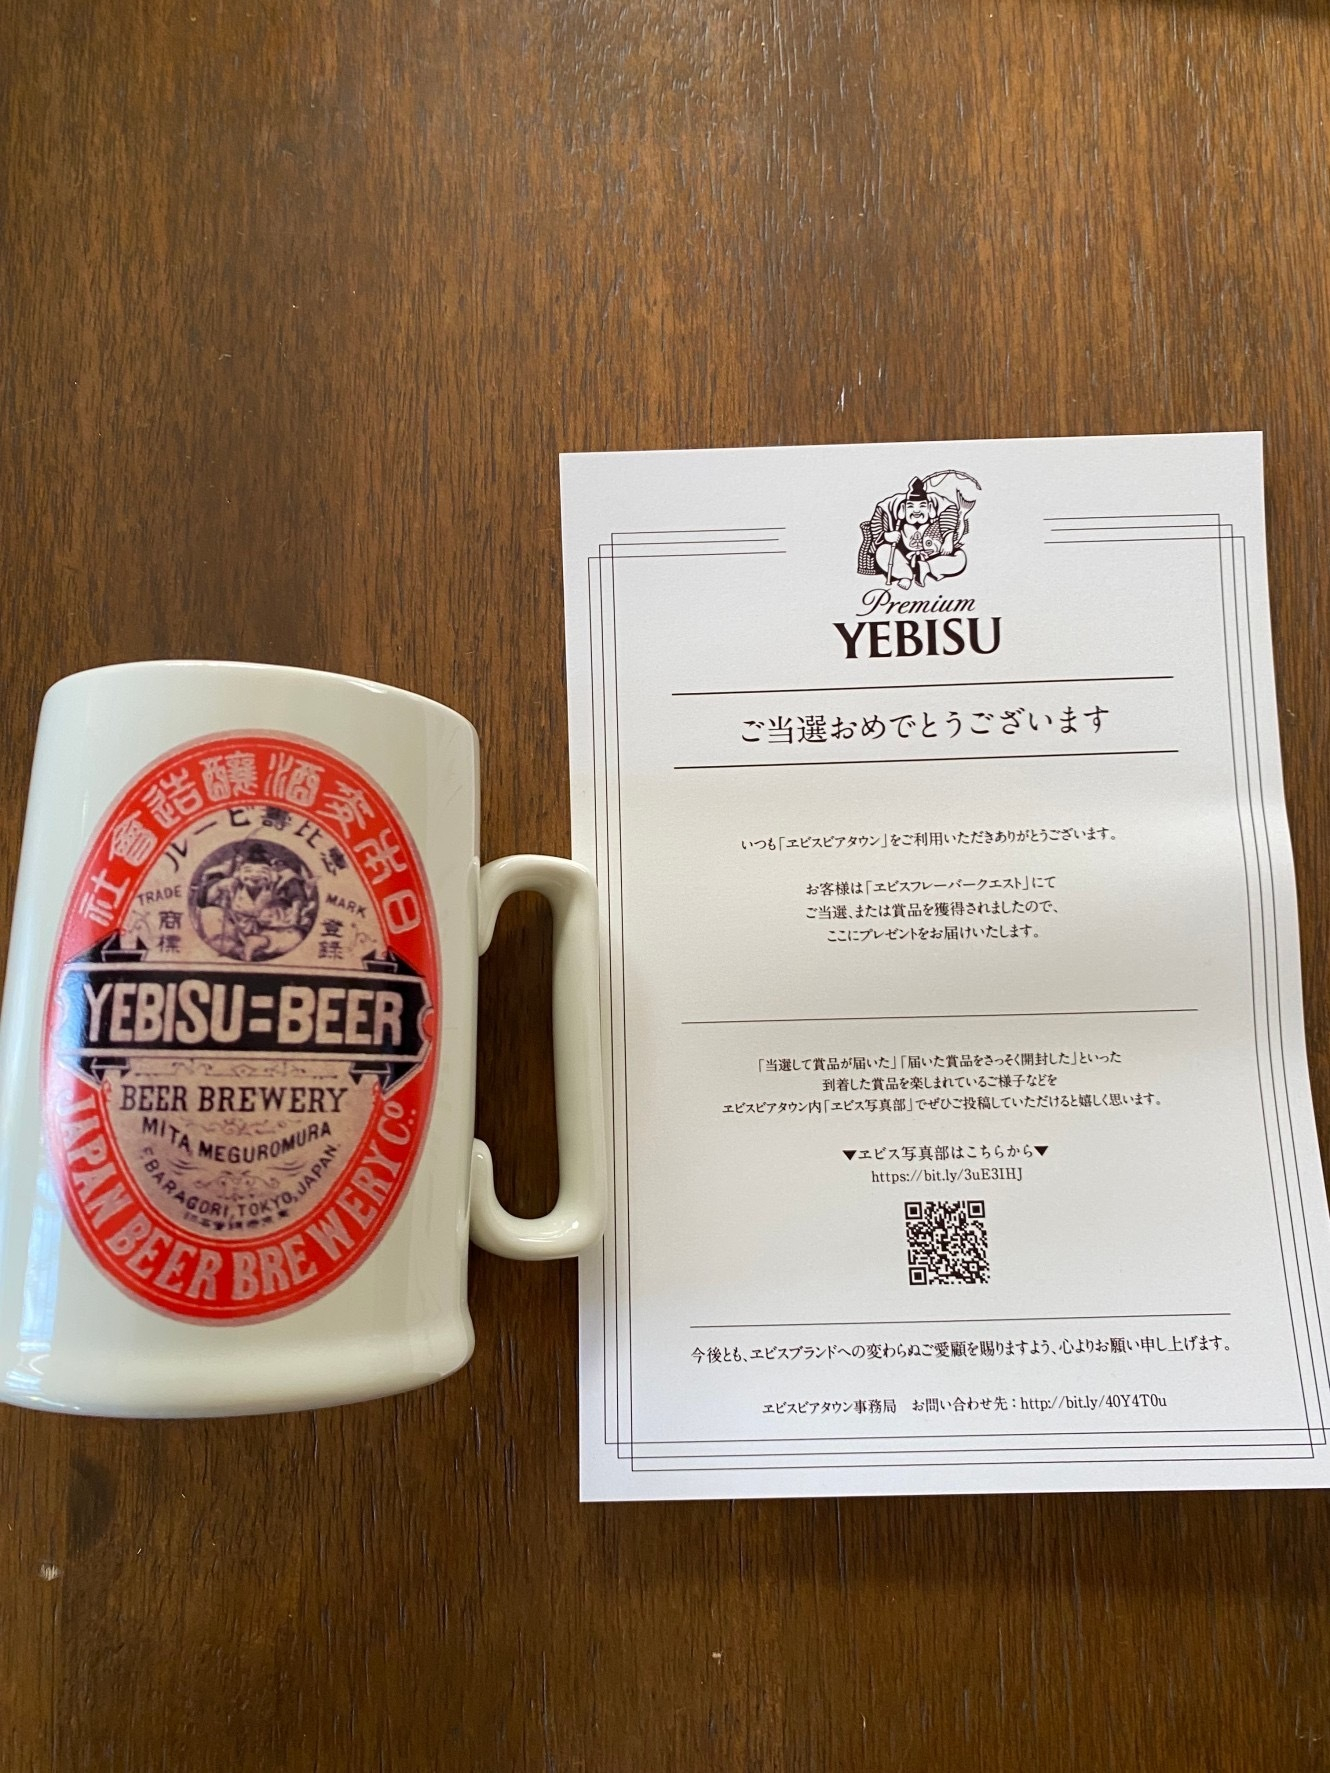 社會造釀酒麥本日
ルービ壽比惠
TRADE MARK
商標 登録
YEBISU=BEER
BEER BREWERY
MITA MEGUROMURA
EBARAGORI, TOKYO, JAPAN.
JAPAN BEER BREWERY Co.
Premium
YEBISU
ご当選おめでとうございます
いつも「ヱビスビアタウン」をご利用いただきありがとうございます。
お客様は「ヱビスフレーバークエスト」にて
ご当選、または賞品を獲得されましたので、
ここにプレゼントをお届けいたします。
「当選して賞品が届いた」「届いた賞品をさっそく開封した」といった
到着した賞品を楽しまれているご様子などを
ヱビスビアタウン内「ヱビス写真部」でぜひご投稿していただけると嬉しく思います。
▼ヱビス写真部はこちらから▼
https://bit.ly/3uE3IHJ
今後とも、ヱビスブランドへの変わらぬご愛顧を賜りますよう、心よりお願い申し上げます。
ヱビスビアタウン事務局 お問い合わせ先：http://bit.ly/40Y4T0u